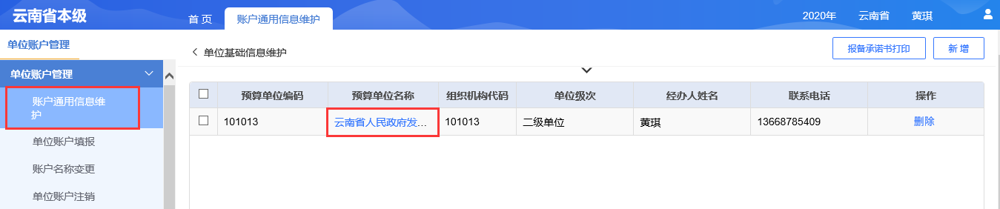 云南省本级
首 页
账户通用信息维护
2020年
云南省
黄琪
单位账户管理
单位账户管理
账户通用信息维
护
单位账户填报
账户名称变更
单位账户注销
单位基础信息维护
报备承诺书打印
新 增
预算单位编码 预算单位名称 组织机构代码 单位级次 经办人姓名 联系电话 操作
101013 云南省人民政府发... 101013 二级单位 黄琪 13668785409 删除